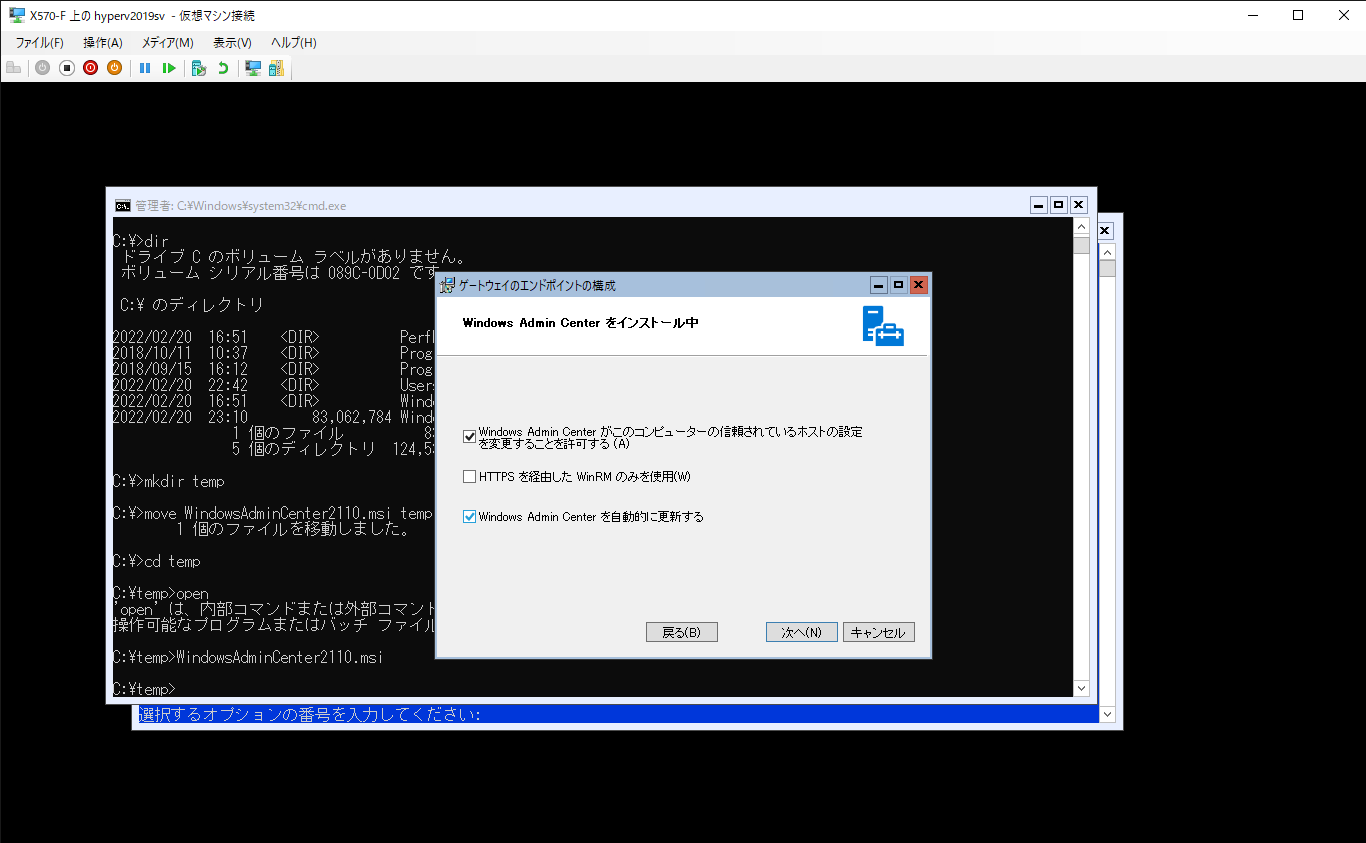 X570-F 上の hyperv2019sv - 仮想マシン接続
ファイル(F) 操作(A) メディア(M) 表示(V) ヘルプ(H)
管理者: C:¥Windows¥system32¥cmd.exe
C:¥>dir
ドライブ C のボリューム ラベルがありません。
ボリューム シリアル番号は 089C-0D02 です
C:¥ のディレクトリ
2022/02/20 16:51 <DIR> Perfl
2018/10/11 10:37 <DIR> Prog
2018/09/15 16:12 <DIR> Prog
2022/02/20 22:42 <DIR> Users
2022/02/20 16:51 <DIR> Wind
2022/02/20 23:10 83,062,784 Wind
1 個のファイル 83
5 個のディレクトリ 124,53
C:¥>mkdir temp
C:¥>move WindowsAdminCenter2110.msi temp
1 個のファイルを移動しました。
C:¥>cd temp
C:¥temp>open
'open' は、内部コマンドまたは外部コマンド
操作可能なプログラムまたはバッチ ファイル
C:¥temp>WindowsAdminCenter2110.msi
C:¥temp>
ゲートウェイのエンドポイントの構成
Windows Admin Center をインストール中
Windows Admin Center がこのコンピューターの信頼されているホストの設定
を変更することを許可する(A)
HTTPS を経由した WinRM のみを使用(W)
Windows Admin Center を自動的に更新する
戻る(B) 次へ(N) キャンセル
選択するオプションの番号を入力してください: